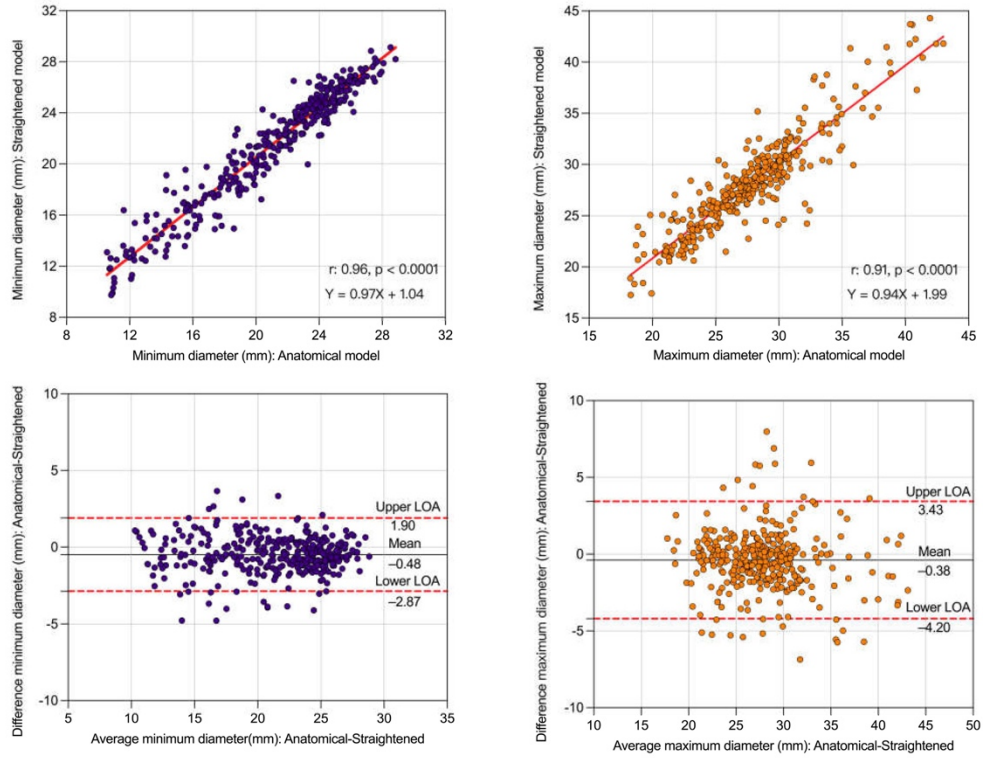 Minimum diameter (mm): Straightened model
32
28
24
20
16
12
8
r: 0.96, p < 0.0001
Y = 0.97X + 1.04
8 12 16 20 24 28 32
Minimum diameter (mm): Anatomical model
Maximum diameter (mm): Straightened model
45
40
35
30
25
20
15
r: 0.91, p < 0.0001
Y = 0.94X + 1.99
15 20 25 30 35 40 45
Maximum diameter (mm): Anatomical model
Difference minimum diameter (mm): Anatomical-Straightened
10
5
0
-5
-10
Upper LOA
1.90
Mean
–0.48
Lower LOA
–2.87
5 10 15 20 25 30 35
Average minimum diameter(mm): Anatomical-Straightened
Difference maximum diameter (mm): Anatomical-Straightened
10
5
0
-5
-10
Upper LOA
3.43
Mean
–0.38
Lower LOA
–4.20
10 15 20 25 30 35 40 45 50
Average maximum diameter (mm): Anatomical-Straightened